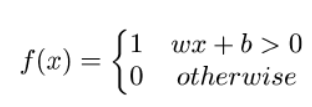 f(x) = {1 wx + b > 0
0 otherwise